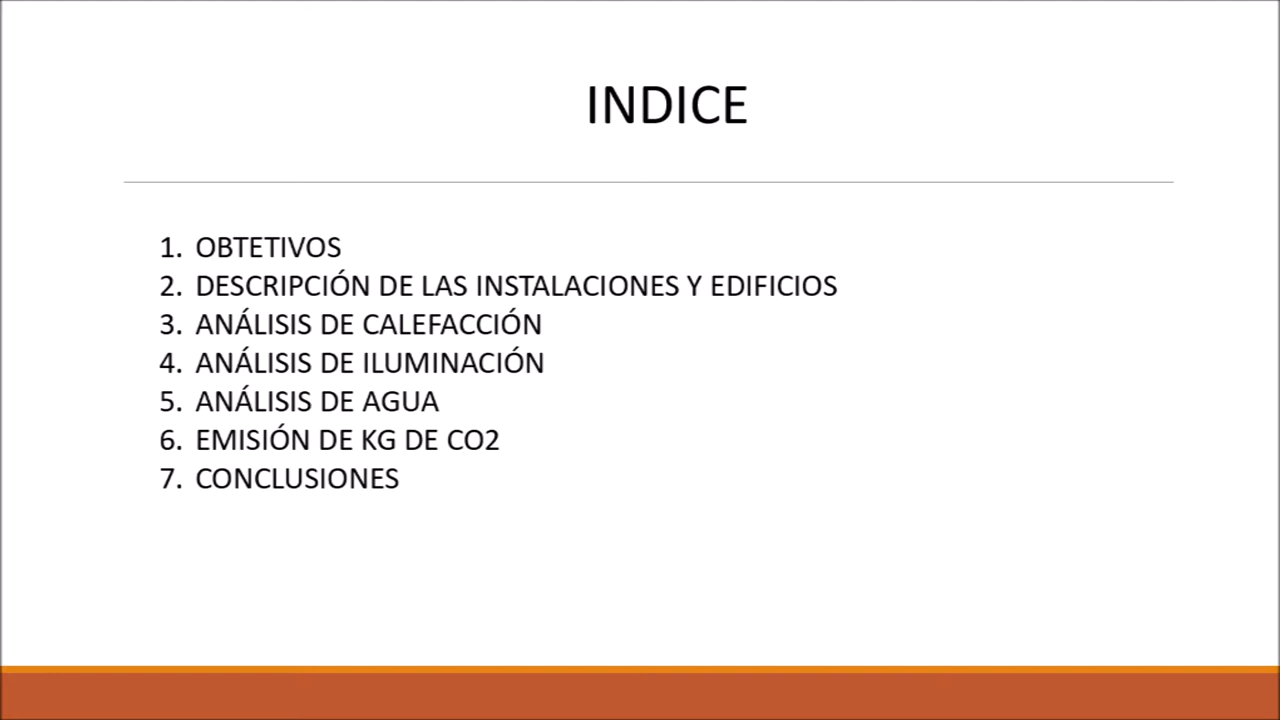 INDICE
1. OBTETIVOS
2. DESCRIPCIÓN DE LAS INSTALACIONES Y EDIFICIOS
3. ANÁLISIS DE CALEFACCIÓN
4. ANÁLISIS DE ILUMINACIÓN
5. ANÁLISIS DE AGUA
6. EMISIÓN DE KG DE CO2
7. CONCLUSIONES